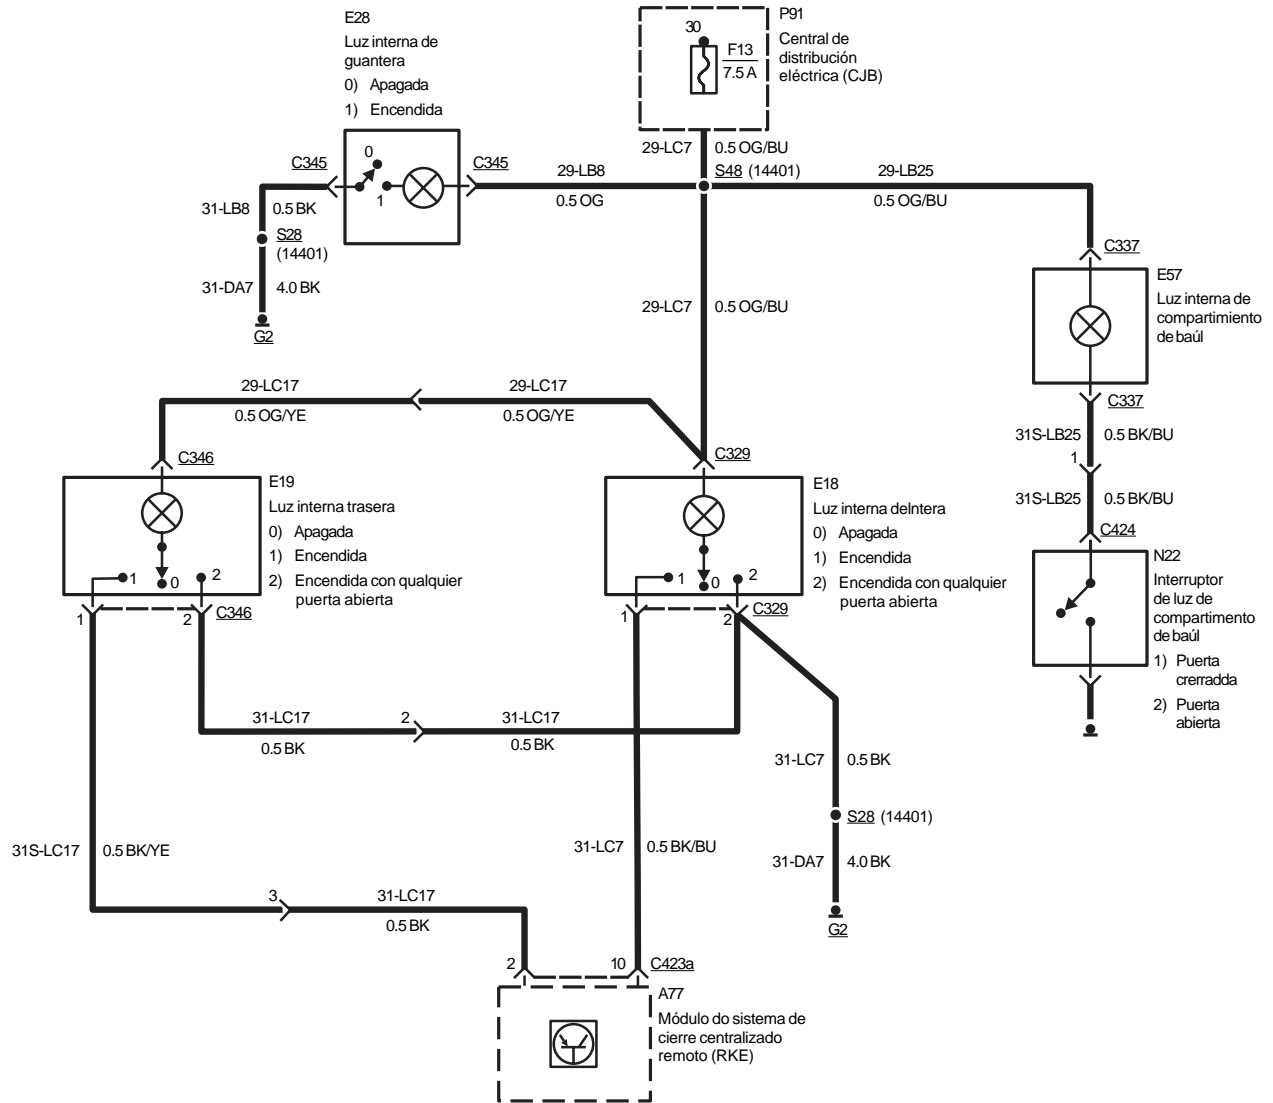 E28
Luz interna de
guantera
0) Apagada
1) Encendida
P91
Central de
distribución
eléctrica (CJB)
30
F13
7.5 A
29-LC7
0.5 OG/BU
S48 (14401)
C345
0
1
C345
29-LB8
0.5 OG
29-LB25
0.5 OG/BU
31-LB8
0.5 BK
S28
(14401)
31-DA7
4.0 BK
G2
29-LC7
0.5 OG/BU
C337
E57
Luz interna de
compartimiento
de baúl
C337
31S-LB25
0.5 BK/BU
1
31S-LB25
0.5 BK/BU
C424
N22
Interruptor
de luz de
compartimento
de baúl
1) Puerta
crerradda
2) Puerta
abierta
29-LC17
0.5 OG/YE
29-LC17
0.5 OG/YE
C346
E19
Luz interna trasera
0) Apagada
1) Encendida
2) Encendida con qualquier
puerta abierta
1
0
2
1
2
C346
C329
E18
Luz interna delntera
0) Apagada
1) Encendida
2) Encendida con qualquier
puerta abierta
1
0
2
1
2
C329
31-LC17
0.5 BK
2
31-LC17
0.5 BK
31-LC7
0.5 BK
S28 (14401)
31-DA7
4.0 BK
G2
31S-LC17
0.5 BK/YE
31-LC7
0.5 BK/BU
3
31-LC17
0.5 BK
2
10
C423a
A77
Módulo do sistema de
cierre centralizado
remoto (RKE)